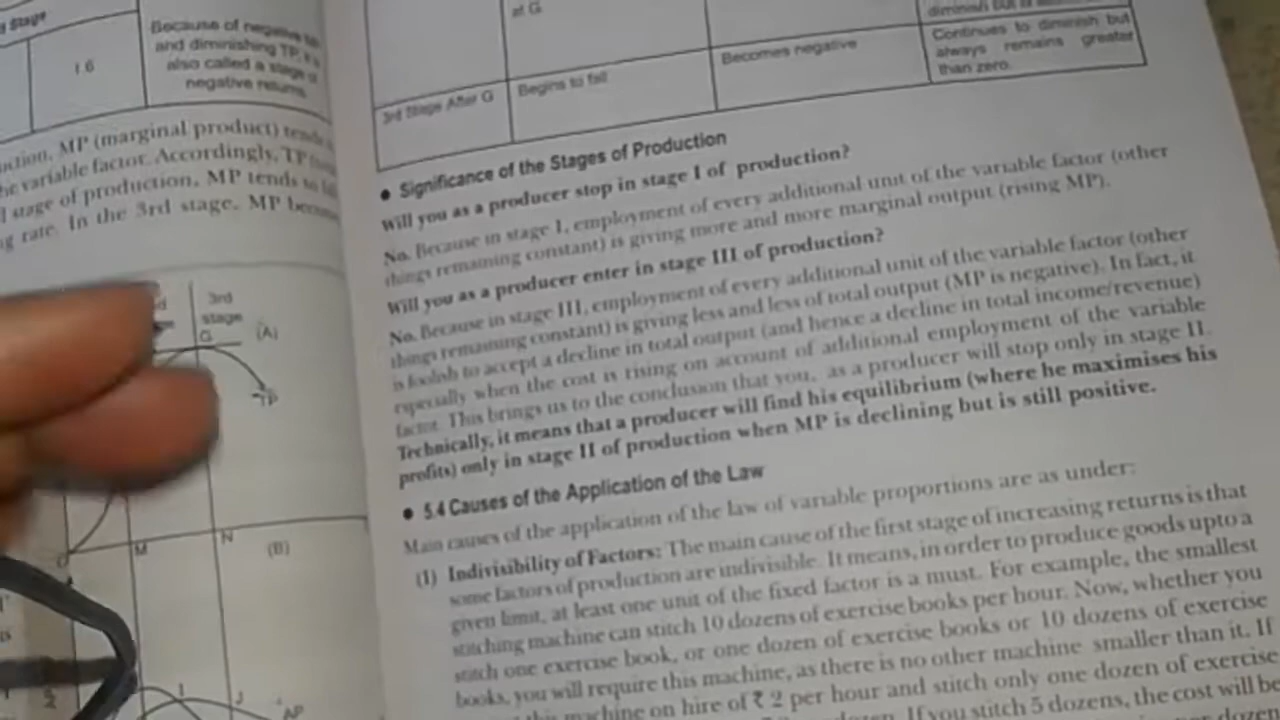 g Stage
1.6
Because of negative
and diminishing TP, it is
also called a stage of
negative returns.
uction, MP (marginal product) tends
he variable factor. Accordingly, TP
d stage of production, MP tends to
ng rate. In the 3rd stage, MP
3rd
stage
G
(A)
TP
O
M
N
(B)
J
AP
at G
diminish but
3rd Stage After G
Begins to fall
Becomes negative
Continues to diminish but
always remains greater
than zero.
● Significance of the Stages of Production
Will you as a producer stop in stage I of production?
No. Because in stage I, employment of every additional unit of the variable factor (other
things remaining constant) is giving more and more marginal output (rising MP).
Will you as a producer enter in stage III of production?
No. Because in stage III, employment of every additional unit of the variable factor (other
things remaining constant) is giving less and less of total output (MP is negative). In fact, it
is foolish to accept a decline in total output (and hence a decline in total income/revenue)
especially when the cost is rising on account of additional employment of the variable
factor. This brings us to the conclusion that you, as a producer will stop only in stage II.
Technically, it means that a producer will find his equilibrium (where he maximises his
profits) only in stage II of production when MP is declining but is still positive.
● 5.4 Causes of the Application of the Law
Main causes of the application of the law of variable proportions are as under:
(1) Indivisibility of Factors: The main cause of the first stage of increasing returns is that
some factors of production are indivisible. It means, in order to produce goods upto a
given limit, at least one unit of the fixed factor is a must. For example, the smallest
stitching machine can stitch 10 dozens of exercise books per hour. Now, whether you
stitch one exercise book, or one dozen of exercise books or 10 dozens of exercise
books, you will require this machine, as there is no other machine smaller than it. If
this machine on hire of ₹ 2 per hour and stitch only one dozen of exercise
If you stitch 5 dozens, the cost will be